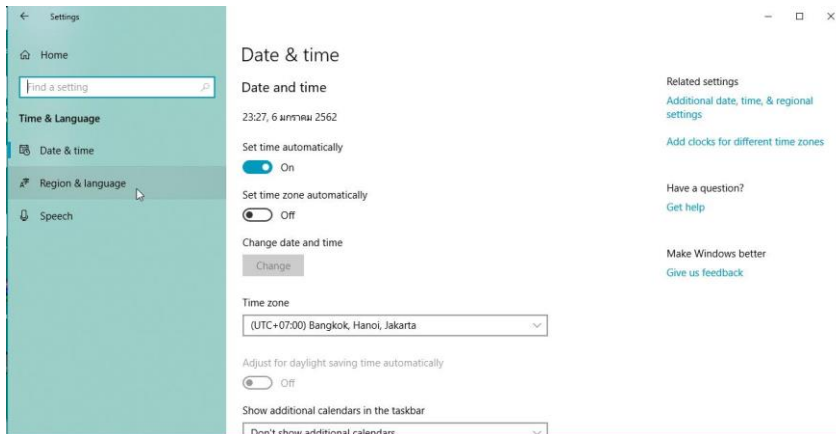 Settings
Home
Find a setting
Time & Language
Date & time
Region & language
Speech
Date & time
Date and time
23:27, 6 มกราคม 2562
Set time automatically
On
Set time zone automatically
Off
Change date and time
Change
Time zone
(UTC+07:00) Bangkok, Hanoi, Jakarta
Adjust for daylight saving time automatically
Off
Show additional calendars in the taskbar
Don't show additional calendars
Related settings
Additional date, time, & regional
settings
Add clocks for different time zones
Have a question?
Get help
Make Windows better
Give us feedback